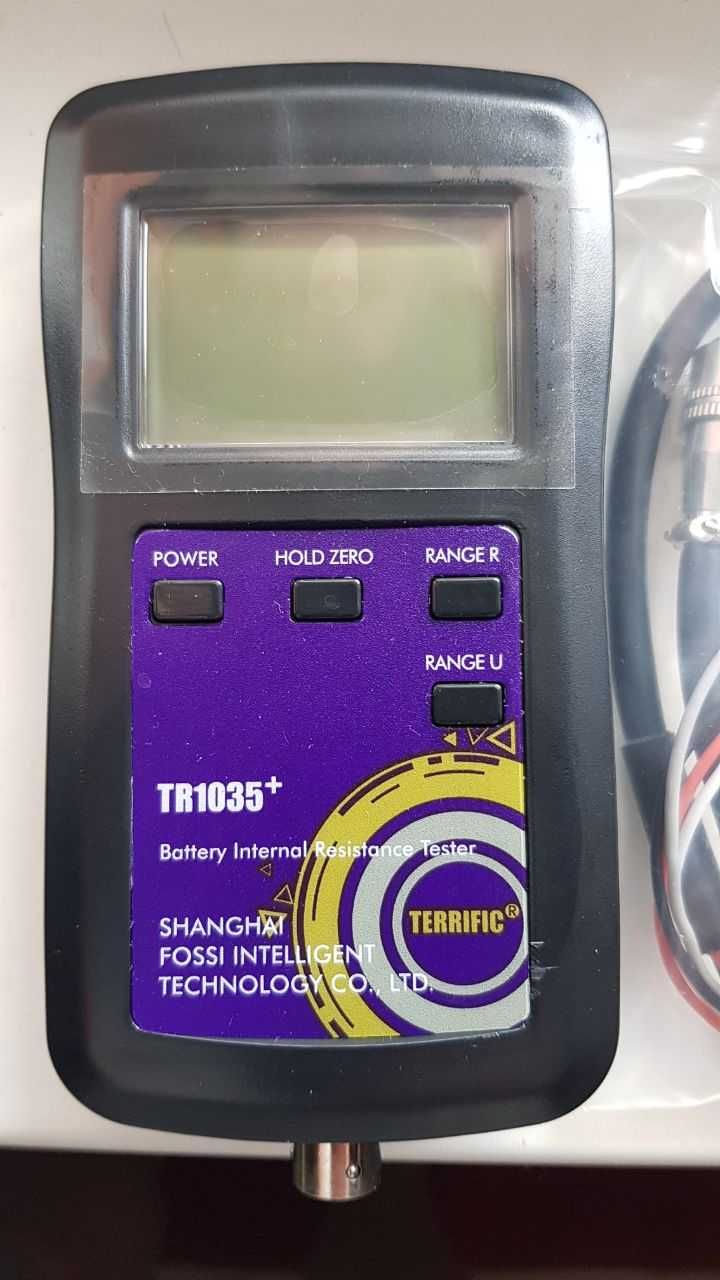 POWER HOLD ZERO RANGE R
RANGE U
TR1035+
Battery Internal Resistance Tester
SHANGHAI
FOSSI INTELLIGENT
TECHNOLOGY CO., LTD.
TERRIFIC®